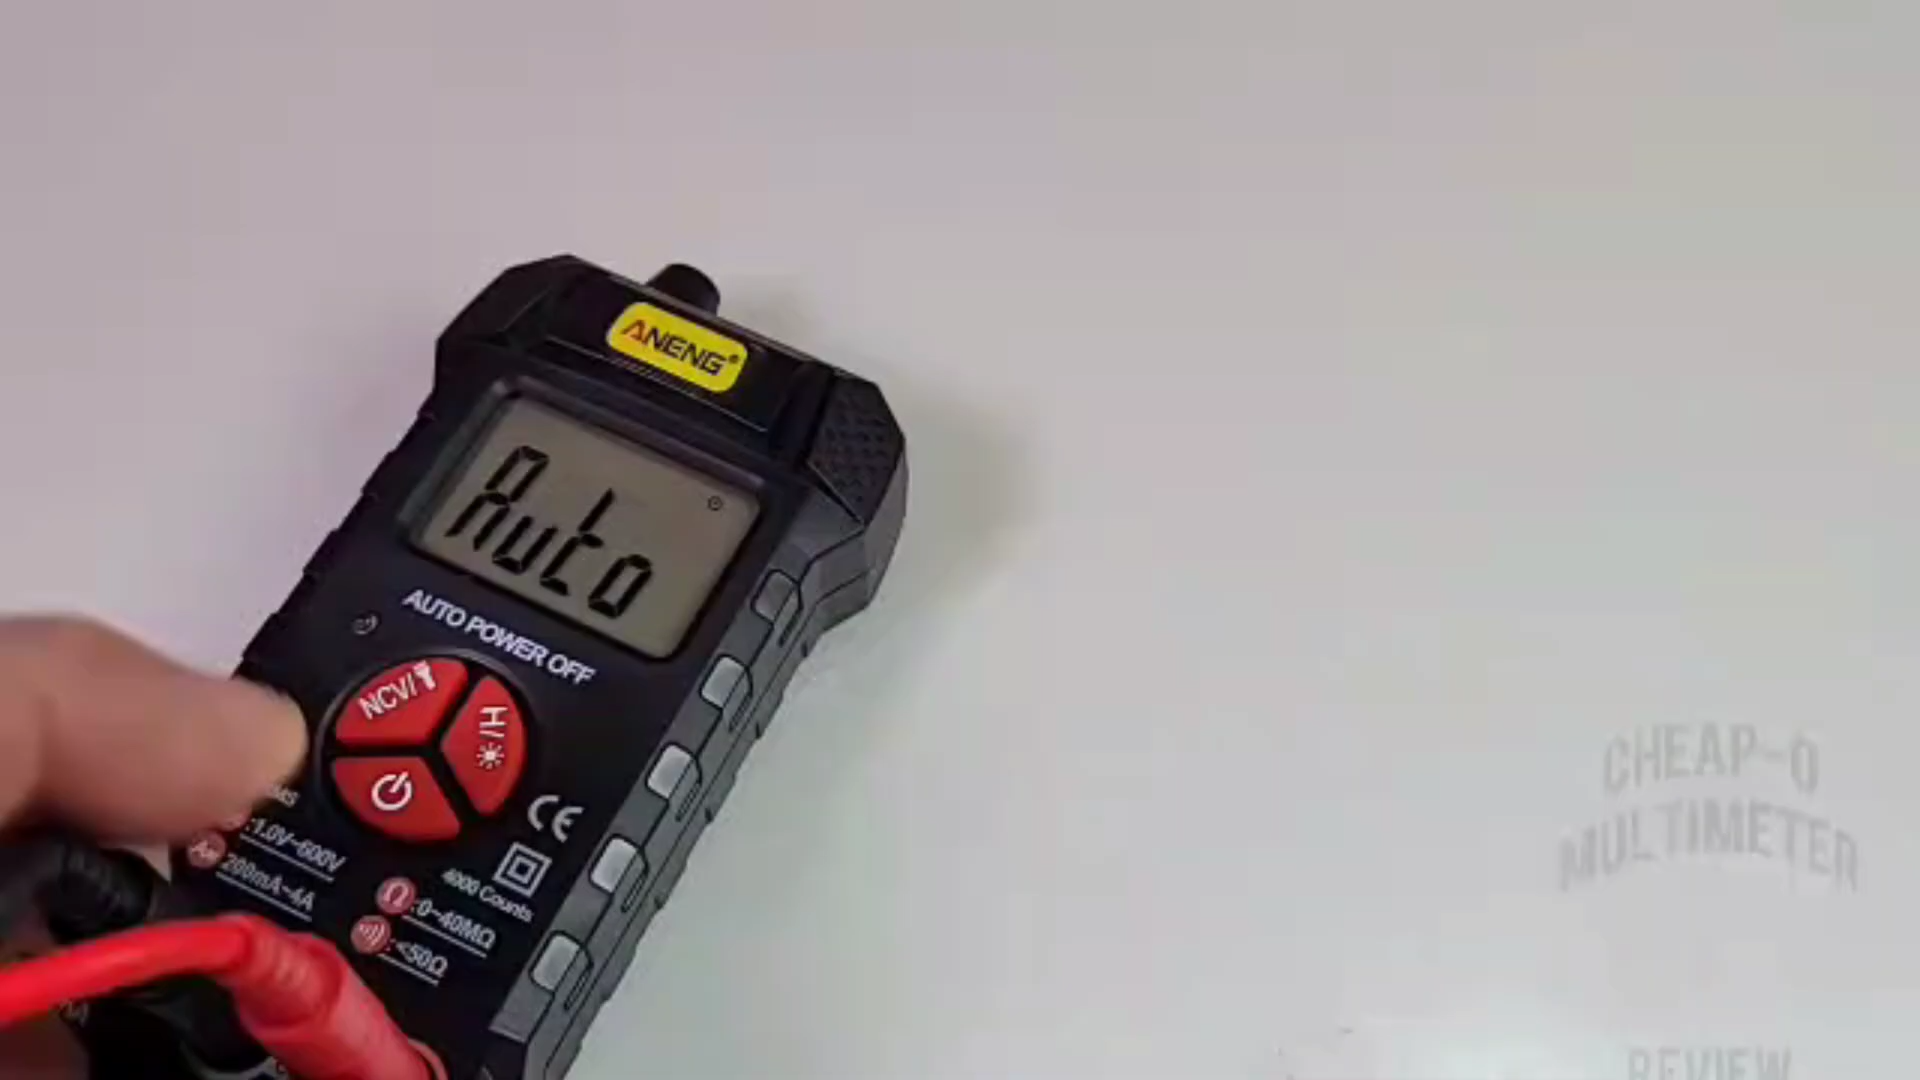 ANENG®
Auto
AUTO POWER OFF
NCV/
H/
CE
:1.0V~600V
200mA~4A
4000 Counts
Ω:0~40MΩ
:<50Ω
CHEAP-O
MULTIMETER
REVIEW